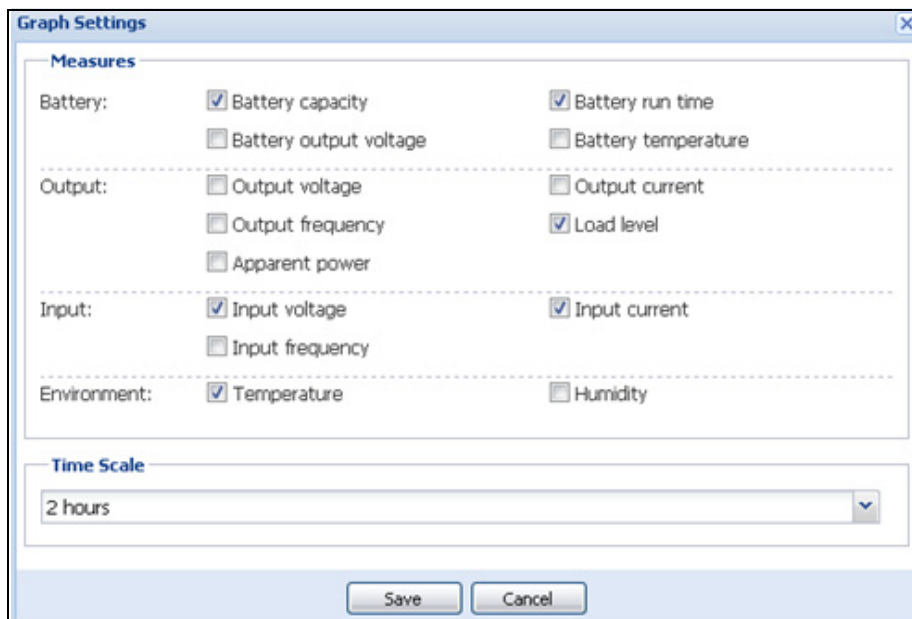 Graph Settings
Measures
Battery: Battery capacity Battery run time
Battery output voltage Battery temperature
Output: Output voltage Output current
Output frequency Load level
Apparent power
Input: Input voltage Input current
Input frequency
Environment: Temperature Humidity
Time Scale
2 hours
Save Cancel